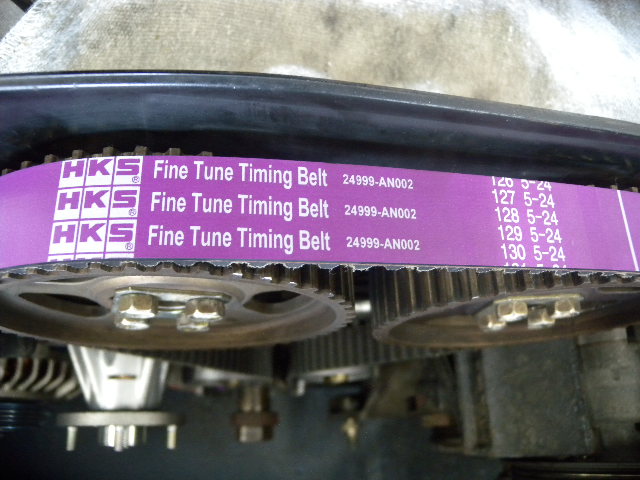 HKS® Fine Tune Timing Belt 24999-AN002 126 5-24
127 5-24
HKS® Fine Tune Timing Belt 24999-AN002 128 5-24
129 5-24
HKS® Fine Tune Timing Belt 24999-AN002 130 5-24